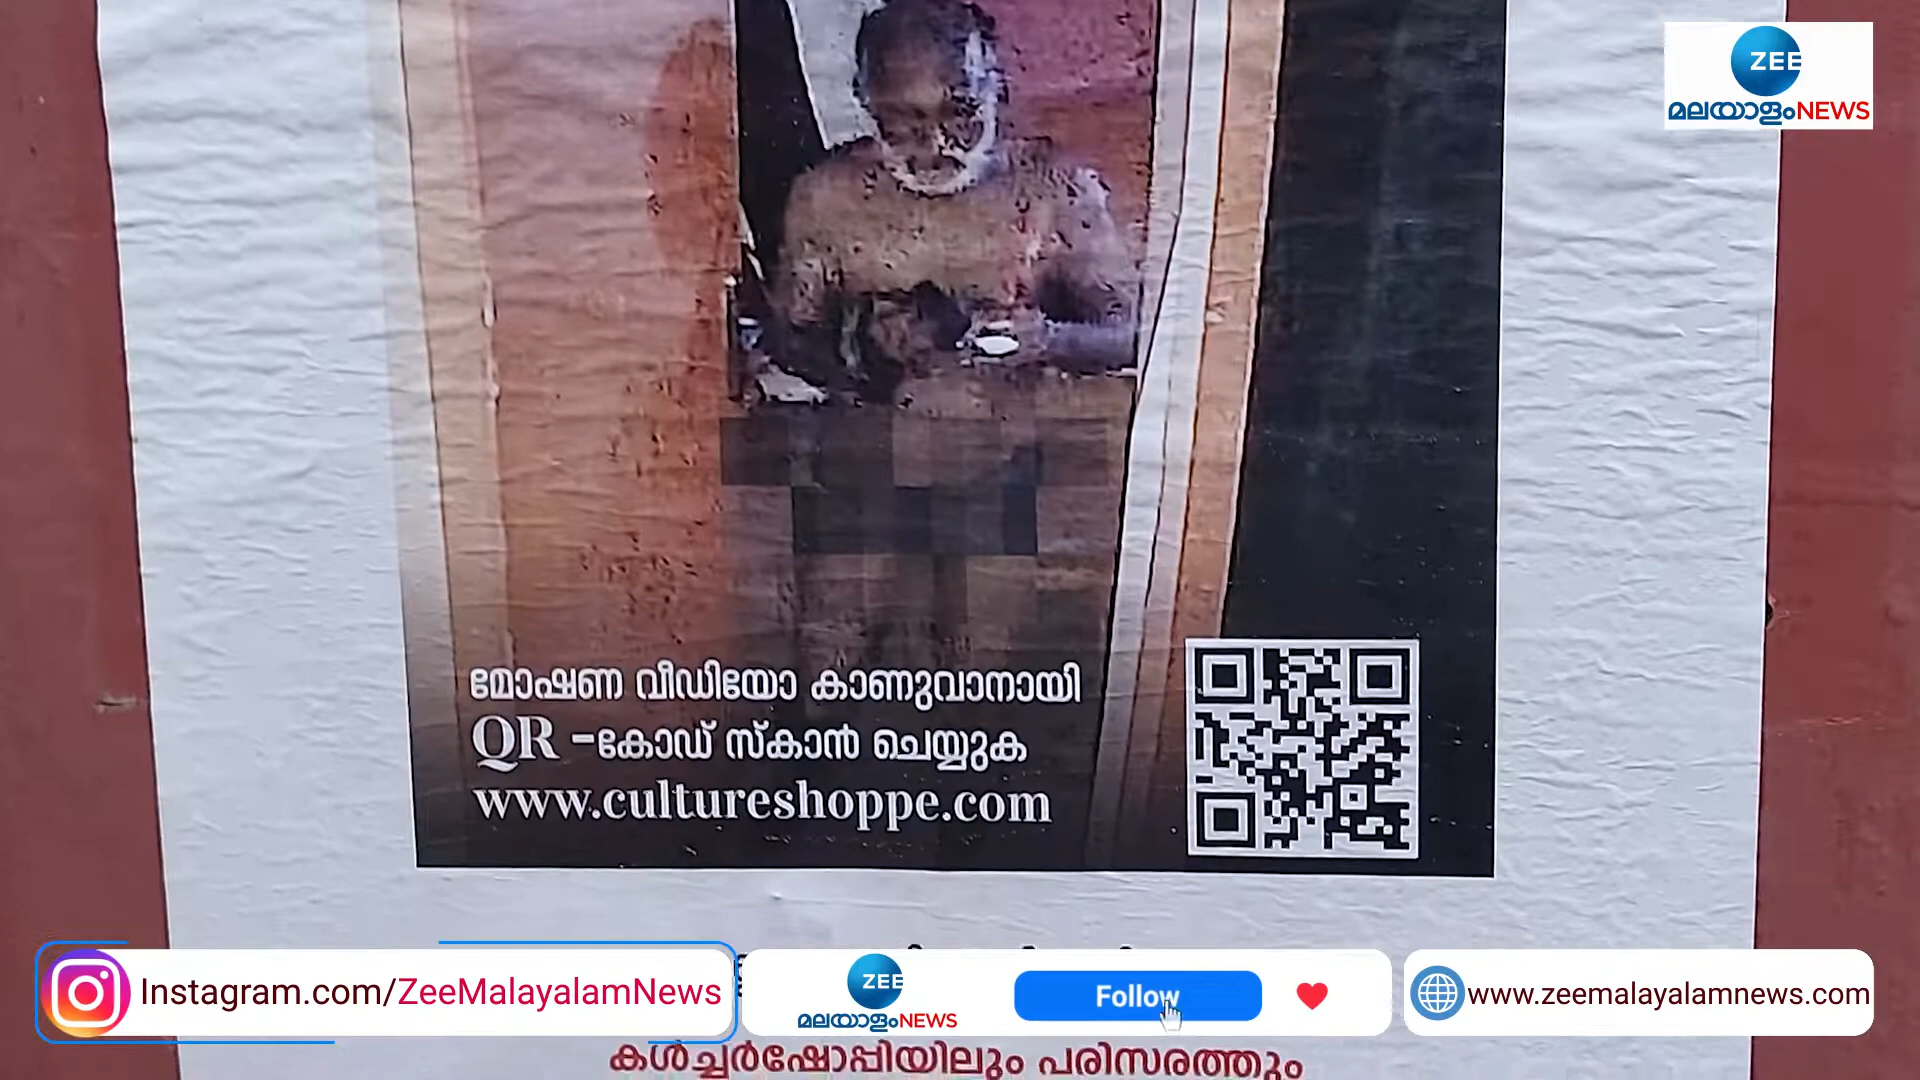 ZEE
മലയാളംNEWS
മോഷണ വീഡിയോ കാണുവാനായി
QR -കോഡ് സ്കാൻ ചെയ്യുക
www.cultureshoppe.com
Instagram.com/ZeeMalayalamNews
ZEE
മലയാളംNEWS
Follow
www.zeemalayalamnews.com
കൾച്ചർഷോപ്പിയിലും പരിസരത്തും